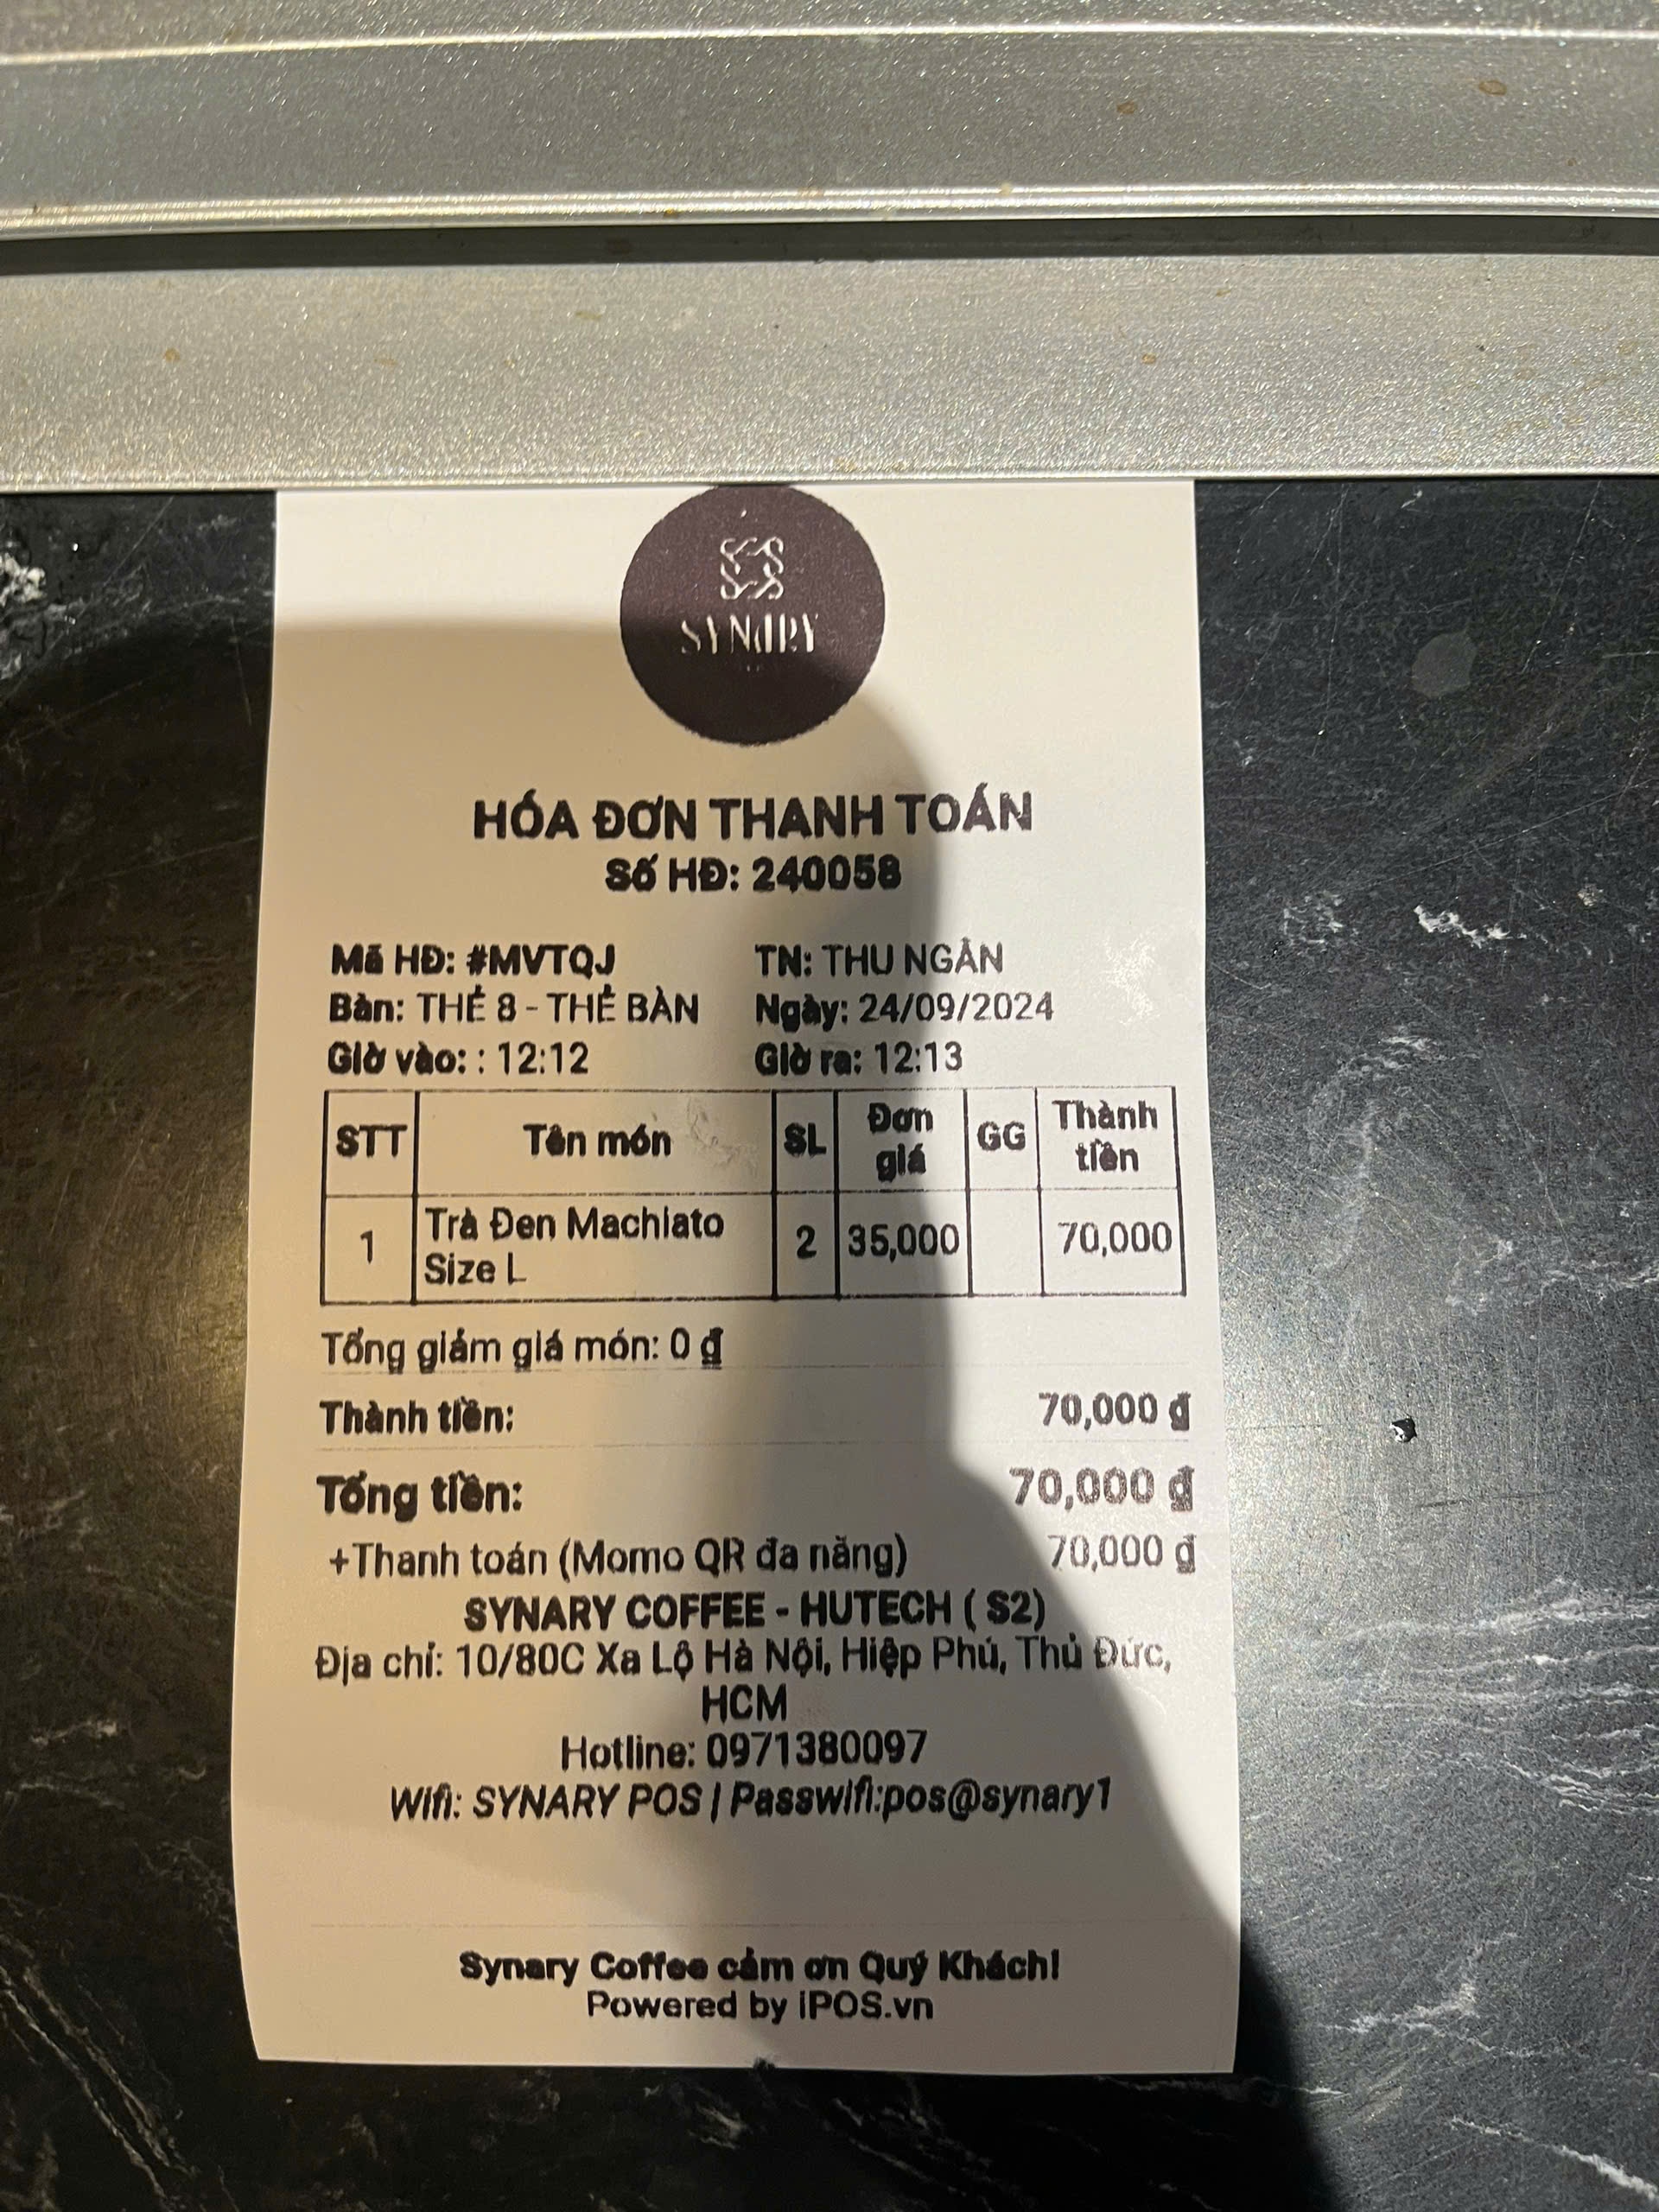 SYNARY
HÓA ĐƠN THANH TOÁN
Số HĐ: 240058
Mã HĐ: #MVTQJ TN: THU NGÂN
Bàn: THẺ 8 - THẺ BÀN Ngày: 24/09/2024
Giờ vào: : 12:12 Giờ ra: 12:13
STT Tên món SL Đơn giá GG Thành tiền
1 Trà Đen Machiato Size L 2 35,000 70,000
Tổng giảm giá món: 0 ₫
Thành tiền: 70,000 ₫
Tổng tiền: 70,000 ₫
+Thanh toán (Momo QR đa năng) 70,000 ₫
SYNARY COFFEE - HUTECH ( S2)
Địa chỉ: 10/80C Xa Lộ Hà Nội, Hiệp Phú, Thủ Đức,
HCM
Hotline: 0971380097
Wifi: SYNARY POS | Passwifi:pos@synary1
Synary Coffee cảm ơn Quý Khách!
Powered by iPOS.vn